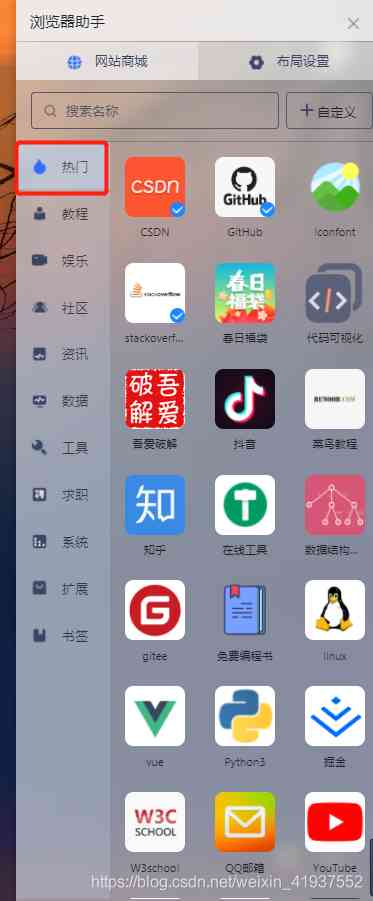 浏览器助手
网站商城
布局设置
搜索名称
自定义
热门
教程
娱乐
社区
资讯
数据
工具
求职
系统
扩展
书签
CSDN
CSDN
GitHub
GitHub
Iconfont
stackoverflow
stackoverf...
春日福袋
春日福袋
代码可视化
吾爱破解
吾爱破解
抖音
RUNOOB.COM
菜鸟教程
知
知乎
在线工具
数据结构...
G
gitee
免费编程书
linux
vue
Python3
掘金
W3C
SCHOOL
W3school
QQ邮箱
YouTube
https://blog.csdn.net/weixin_41937552